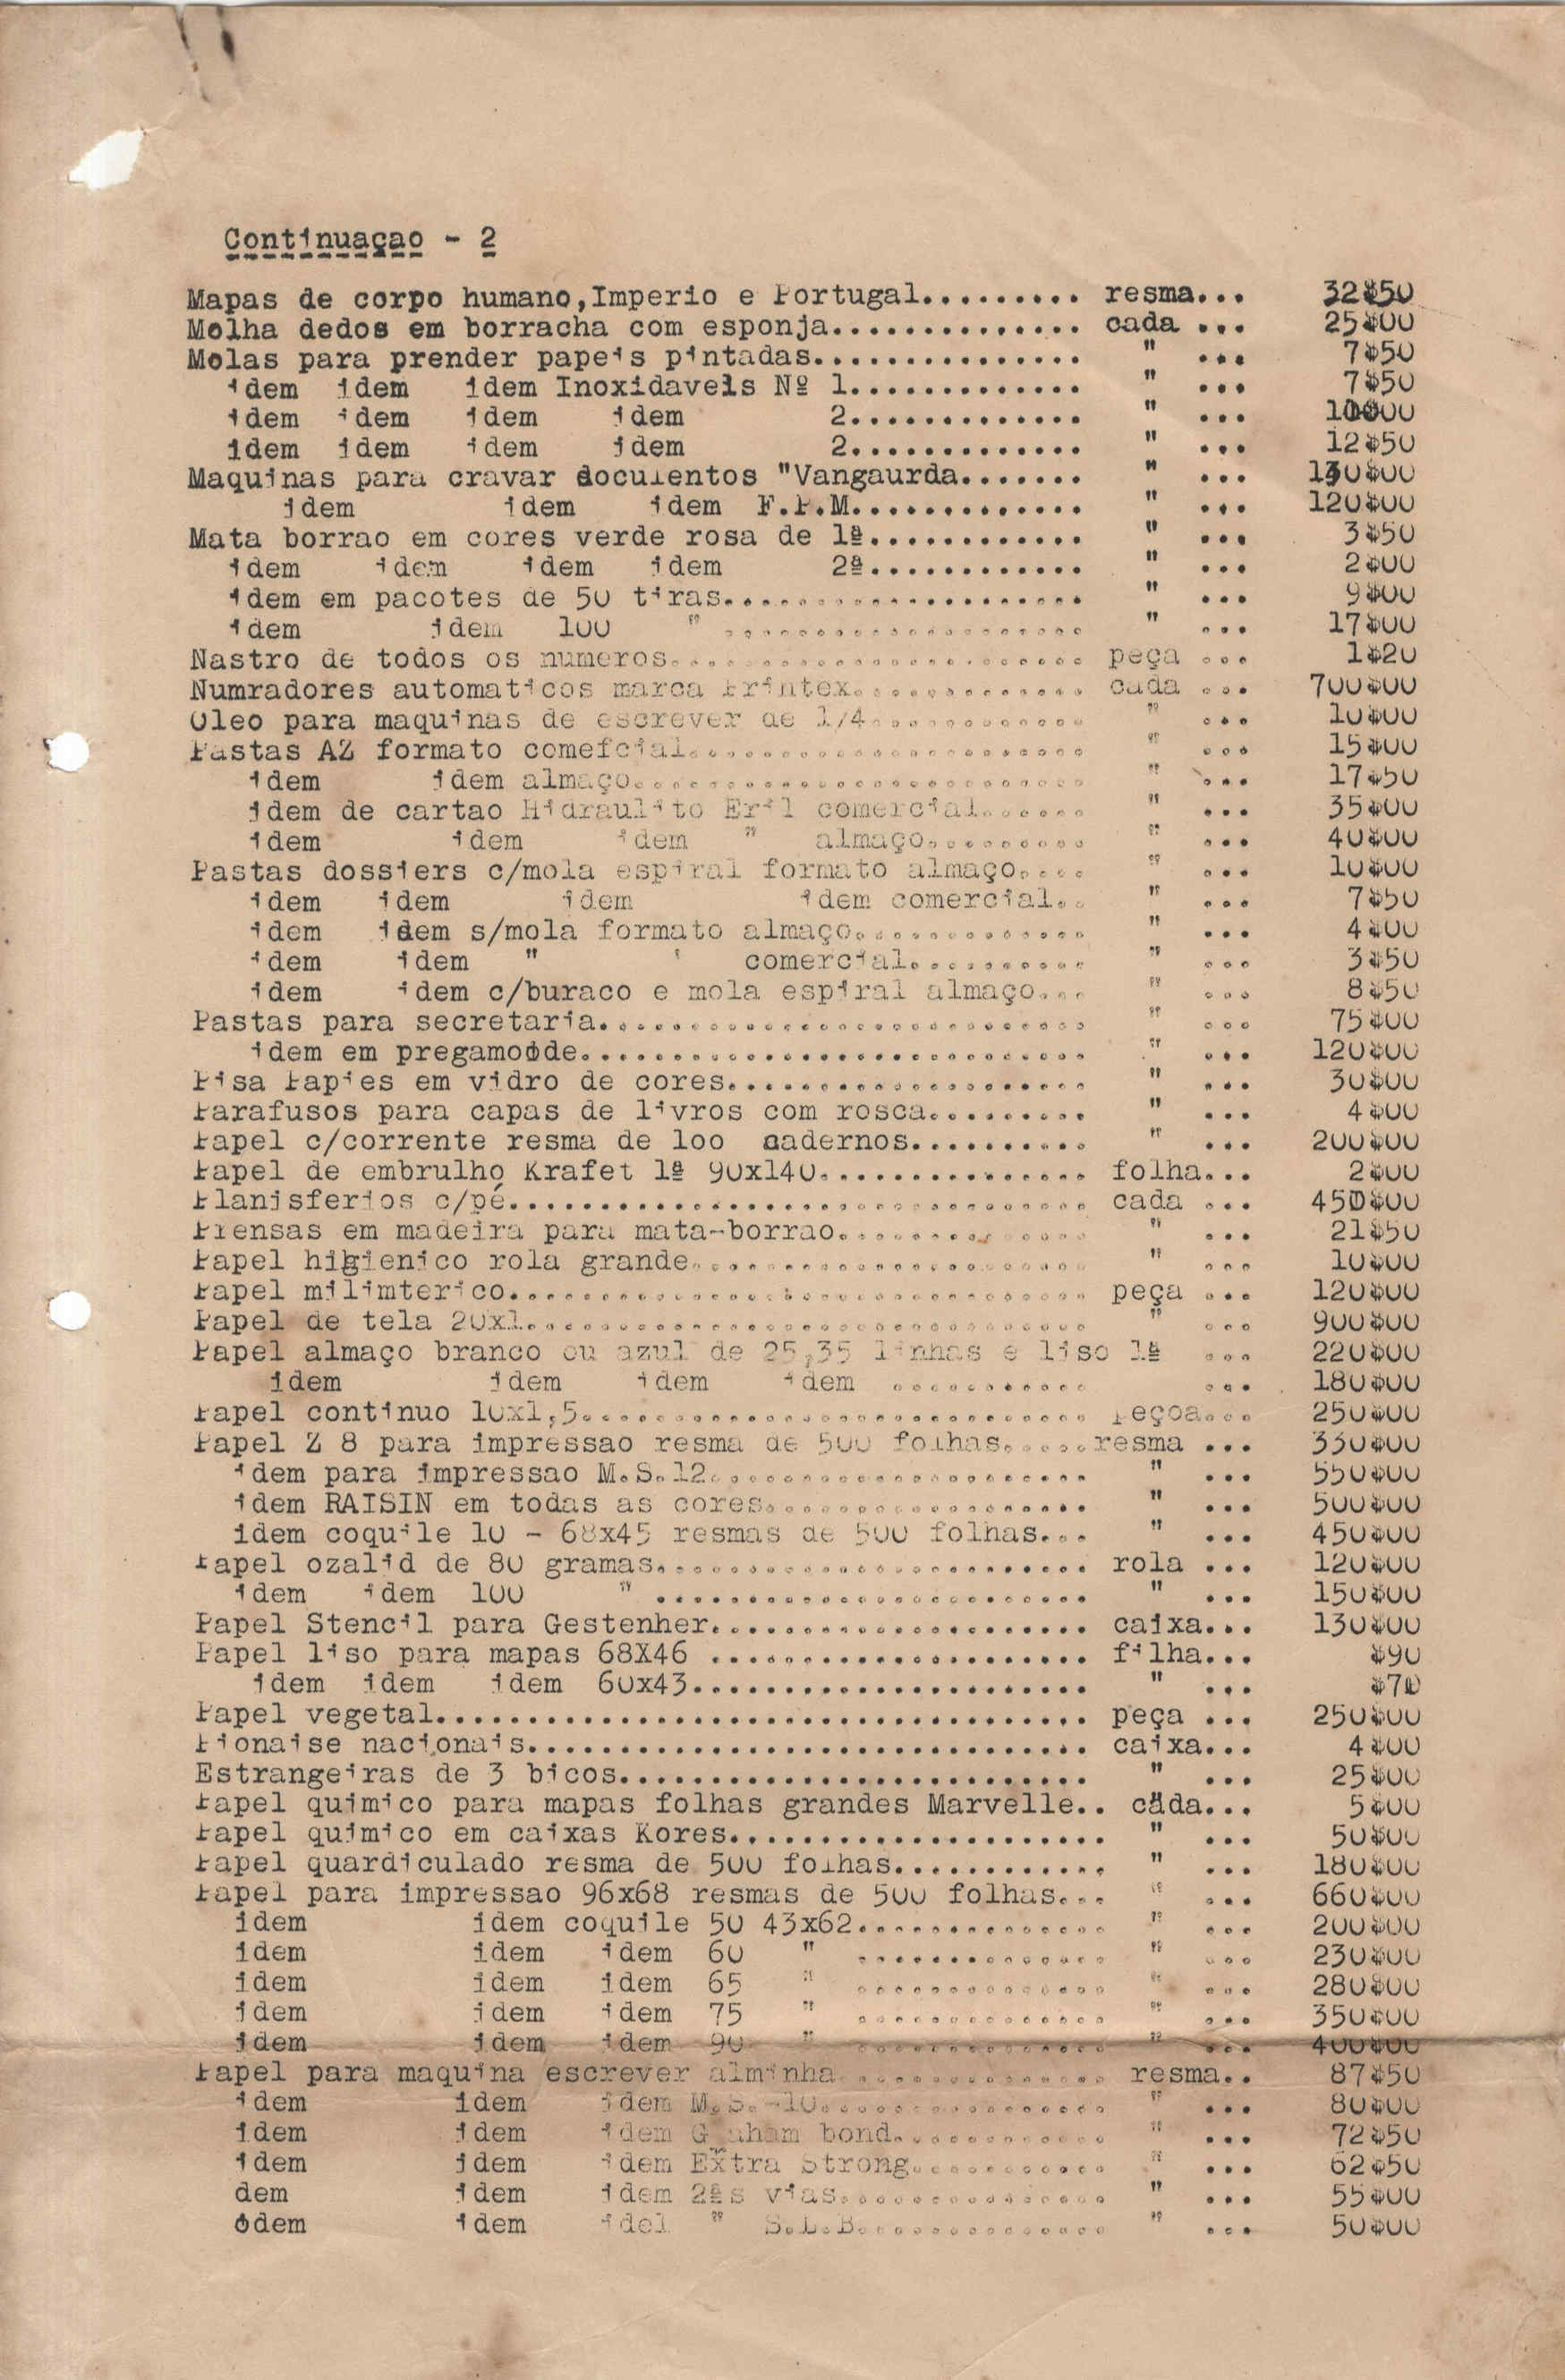 Continuaçao - 2
Mapas de corpo humano,Imperio e Portugal......... resma... 32$50
Molha dedos em borracha com esponja.............. cada ... 25$00
Molas para prender papeis pintadas............... " ... 7$50
idem idem idem Inoxidaveis Nº 1............. " ... 7$50
idem idem idem idem 2............. " ... 10$00
idem idem idem idem 2............. " ... 12$50
Maquinas para cravar documentos "Vangaurda....... " ... 130$00
idem idem idem F.P.M............. " ... 120$00
Mata borrao em cores verde rosa de 1ª............ " ... 3$50
idem idem idem idem 2ª............ " ... 2$00
idem em pacotes de 50 tiras.................... " ... 9$00
idem idem 100 " .................... " ... 17$00
Nastro de todos os numeros....................... peça ... 1$20
Numradores automaticos marca Printex............. cada ... 700$00
Oleo para maquinas de escrever de 1/4............ " ... 10$00
Pastas AZ formato comefcial...................... " ... 15$00
idem idem almaço......................... " ... 17$50
idem de cartao Hidraulito Eril comercial...... " ... 35$00
idem idem idem " almaço......... " ... 40$00
Pastas dossiers c/mola espiral formato almaço.... " ... 10$00
idem idem idem idem comercial.. " ... 7$50
idem idem s/mola formato almaço............. " ... 4$00
idem idem " ' comercial.......... " ... 3$50
idem idem c/buraco e mola espiral almaço... " ... 8$50
Pastas para secretaria........................... " ... 75$00
idem em pregamoide............................ " ... 120$00
Pisa Papies em vidro de cores.................... " ... 30$00
Parafusos para capas de livros com rosca......... " ... 4$00
Papel c/corrente resma de 100 cadernos.......... " ... 200$00
Papel de embrulho Krafet 1ª 90x140............... folha... 2$00
Planisferios c/pé................................ cada ... 450$00
Prensas em madeira para mata-borrao.............. " ... 21$50
Papel higienico rola grande...................... " ... 10$00
Papel milimterico................................ peça ... 120$00
Papel de tela 20x1............................... " ... 900$00
Papel almaço branco ou azul de 25,35 linhas e liso 1ª ... 220$00
idem idem idem idem ........... ... 180$00
Papel continuo 10x1,5............................ Peçoa... 250$00
Papel Z 8 para impressao resma de 500 folhas.....resma ... 330$00
idem para impressao M.S.12..................... " ... 550$00
idem RAISIN em todas as cores.................. " ... 500$00
idem coquile 10 - 68x45 resmas de 500 folhas... " ... 450$00
Papel ozalid de 80 gramas........................ rola ... 120$00
idem idem 100 " ........................ " ... 150$00
Papel Stencil para Gestenher..................... caixa... 130$00
Papel liso para mapas 68X46 ..................... filha... $90
idem idem idem 60x43...................... " ... $70
Papel vegetal.................................... peça ... 250$00
Pionaise nacionais............................... caixa... 4$00
Estrangeiras de 3 bicos.......................... " ... 25$00
Papel quimico para mapas folhas grandes Marvelle.. cada... 5$00
Papel quimico em caixas Kores..................... " ... 50$00
Papel quardiculado resma de 500 folhas............ " ... 180$00
Papel para impressao 96x68 resmas de 500 folhas... " ... 660$00
idem idem coquile 50 43x62.............. " ... 200$00
idem idem idem 60 " .............. " ... 230$00
idem idem idem 65 " .............. " ... 280$00
idem idem idem 75 " .............. " ... 350$00
idem idem idem 90 " .............. " ... 400$00
Papel para maquina escrever alminha............... resma.. 87$50
idem idem idem M.S.-10................ " ... 80$00
idem idem idem Graham bond............ " ... 72$50
idem idem idem Extra Strong........... " ... 62$50
dem idem idem 2ªs vias............... " ... 55$00
odem idem idel " S.L.B.............. " ... 50$00